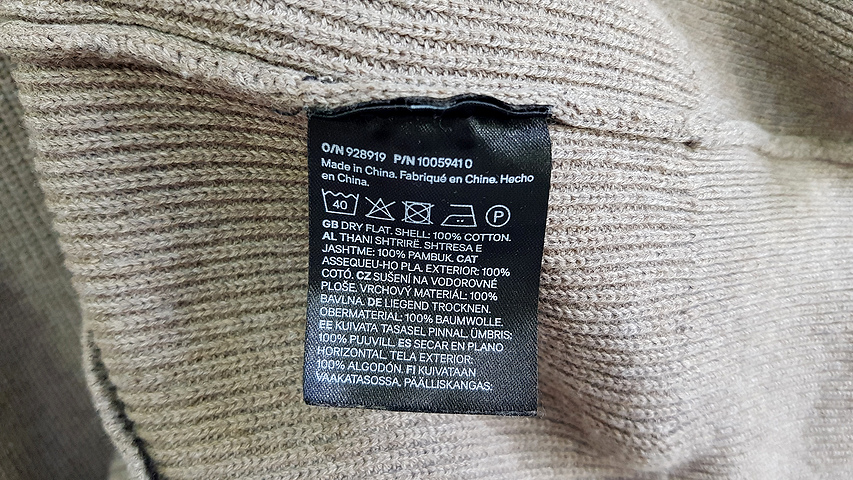 O/N 928919 P/N 1005941 0
Made in China. Fabriqué en Chine. Hecho
en China.
40 P
GB DRY FLAT. SHELL: 100% COTTON.
AL THANI SHTRIRË. SHTRESA E
JASHTME: 100% PAMBUK. CAT
ASSEQUEU-HO PLA. EXTERIOR: 100%
COTÓ. CZ SUŠENÍ NA VODOROVNÉ
PLOŠE. VRCHOVÝ MATERIÁL: 100%
BAVLNA. DE LIEGEND TROCKNEN.
OBERMATERIAL: 100% BAUMWOLLE.
EE KUIVATA TASASEL PINNAL. ÜMBRIS:
100% PUUVILL. ES SECAR EN PLANO
HORIZONTAL. TELA EXTERIOR:
100% ALGODÓN. FI KUIVATAAN
VAAKATASOSSA. PÄÄLLISKANGAS: